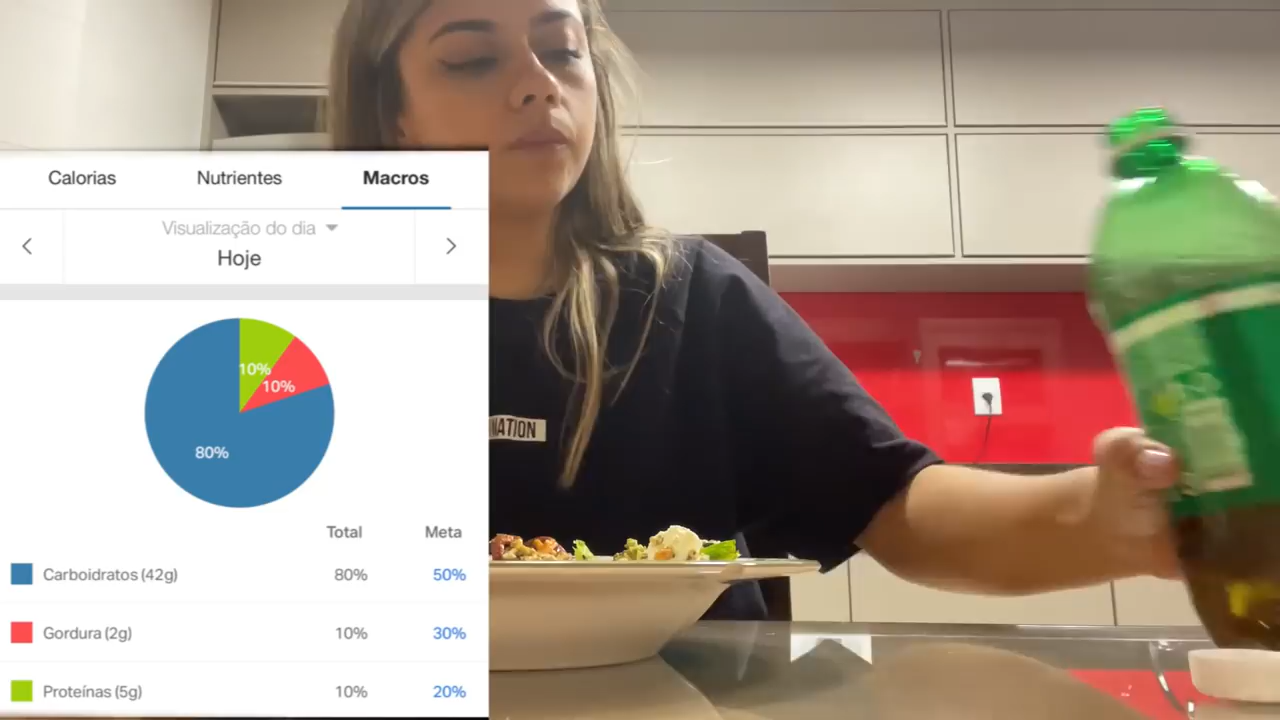 Calorias Nutrientes Macros
Visualização do dia
Hoje
10%
10%
80%
Total Meta
Carboidratos (42g) 80% 50%
Gordura (2g) 10% 30%
Proteínas (5g) 10% 20%
NATION